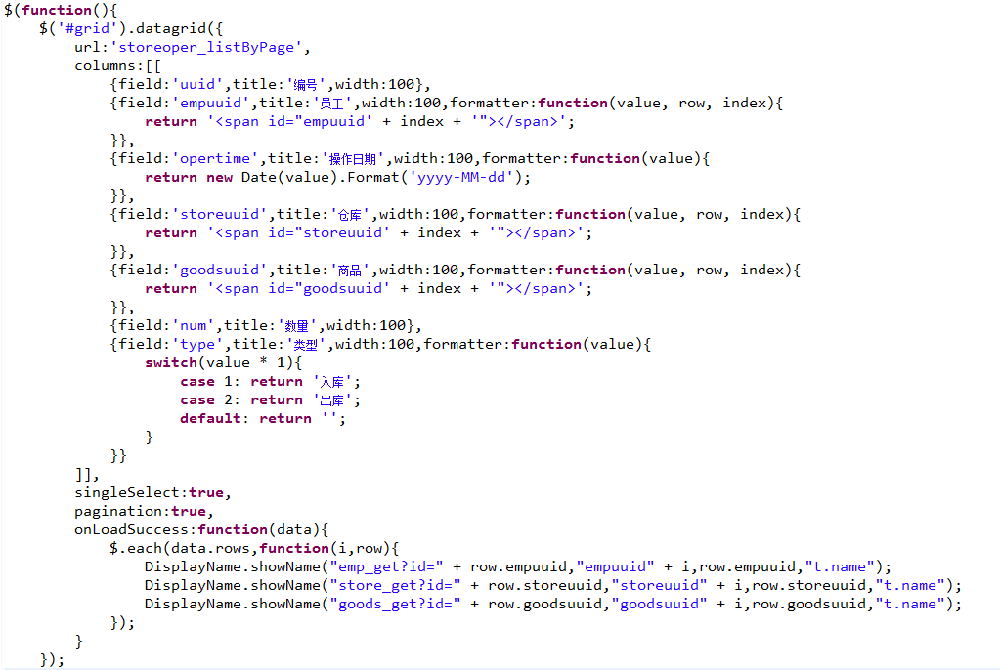 $(function(){
    $('#grid').datagrid({
        url:'storeoper_listByPage',
        columns:[[
            {field:'uuid',title:'编号',width:100},
            {field:'empuuid',title:'员工',width:100,formatter:function(value, row, index){
                return '<span id="empuuid' + index + '"></span>';
            }},
            {field:'opertime',title:'操作日期',width:100,formatter:function(value){
                return new Date(value).Format('yyyy-MM-dd');
            }},
            {field:'storeuuid',title:'仓库',width:100,formatter:function(value, row, index){
                return '<span id="storeuuid' + index + '"></span>';
            }},
            {field:'goodsuuid',title:'商品',width:100,formatter:function(value, row, index){
                return '<span id="goodsuuid' + index + '"></span>';
            }},
            {field:'num',title:'数量',width:100},
            {field:'type',title:'类型',width:100,formatter:function(value){
                switch(value * 1){
                    case 1: return '入库';
                    case 2: return '出库';
                    default: return '';
                }
            }}
        ]],
        singleSelect:true,
        pagination:true,
        onLoadSuccess:function(data){
            $.each(data.rows,function(i,row){
                DisplayName.showName("emp_get?id=" + row.empuuid,"empuuid" + i,row.empuuid,"t.name");
                DisplayName.showName("store_get?id=" + row.storeuuid,"storeuuid" + i,row.storeuuid,"t.name");
                DisplayName.showName("goods_get?id=" + row.goodsuuid,"goodsuuid" + i,row.goodsuuid,"t.name");
            });
        }
    });